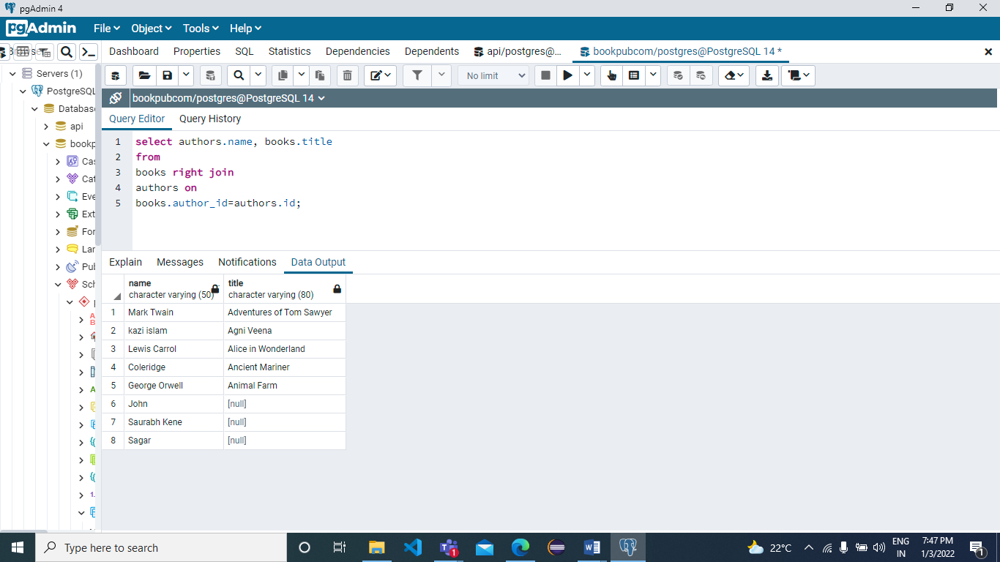 pgAdmin 4
pgAdmin File Object Tools Help
Dashboard Properties SQL Statistics Dependencies Dependents api/postgres@... bookpubcom/postgres@PostgreSQL 14 *
Servers (1)
No limit
PostgreSQL
bookpubcom/postgres@PostgreSQL 14
Databas
Query Editor Query History
api
bookp
1 select authors.name, books.title
Cas
2 from
3 books right join
Cat
4 authors on
Eve
5 books.author_id=authors.id;
Ext
For
Lan
Pub
Explain Messages Notifications Data Output
Sch
name title
character varying (50) character varying (80)
1 Mark Twain Adventures of Tom Sawyer
2 kazi islam Agni Veena
3 Lewis Carrol Alice in Wonderland
4 Coleridge Ancient Mariner
5 George Orwell Animal Farm
6 John [null]
7 Saurabh Kene [null]
8 Sagar [null]
1.
Type here to search
1
22°C
ENG
IN
7:47 PM
1/3/2022
1